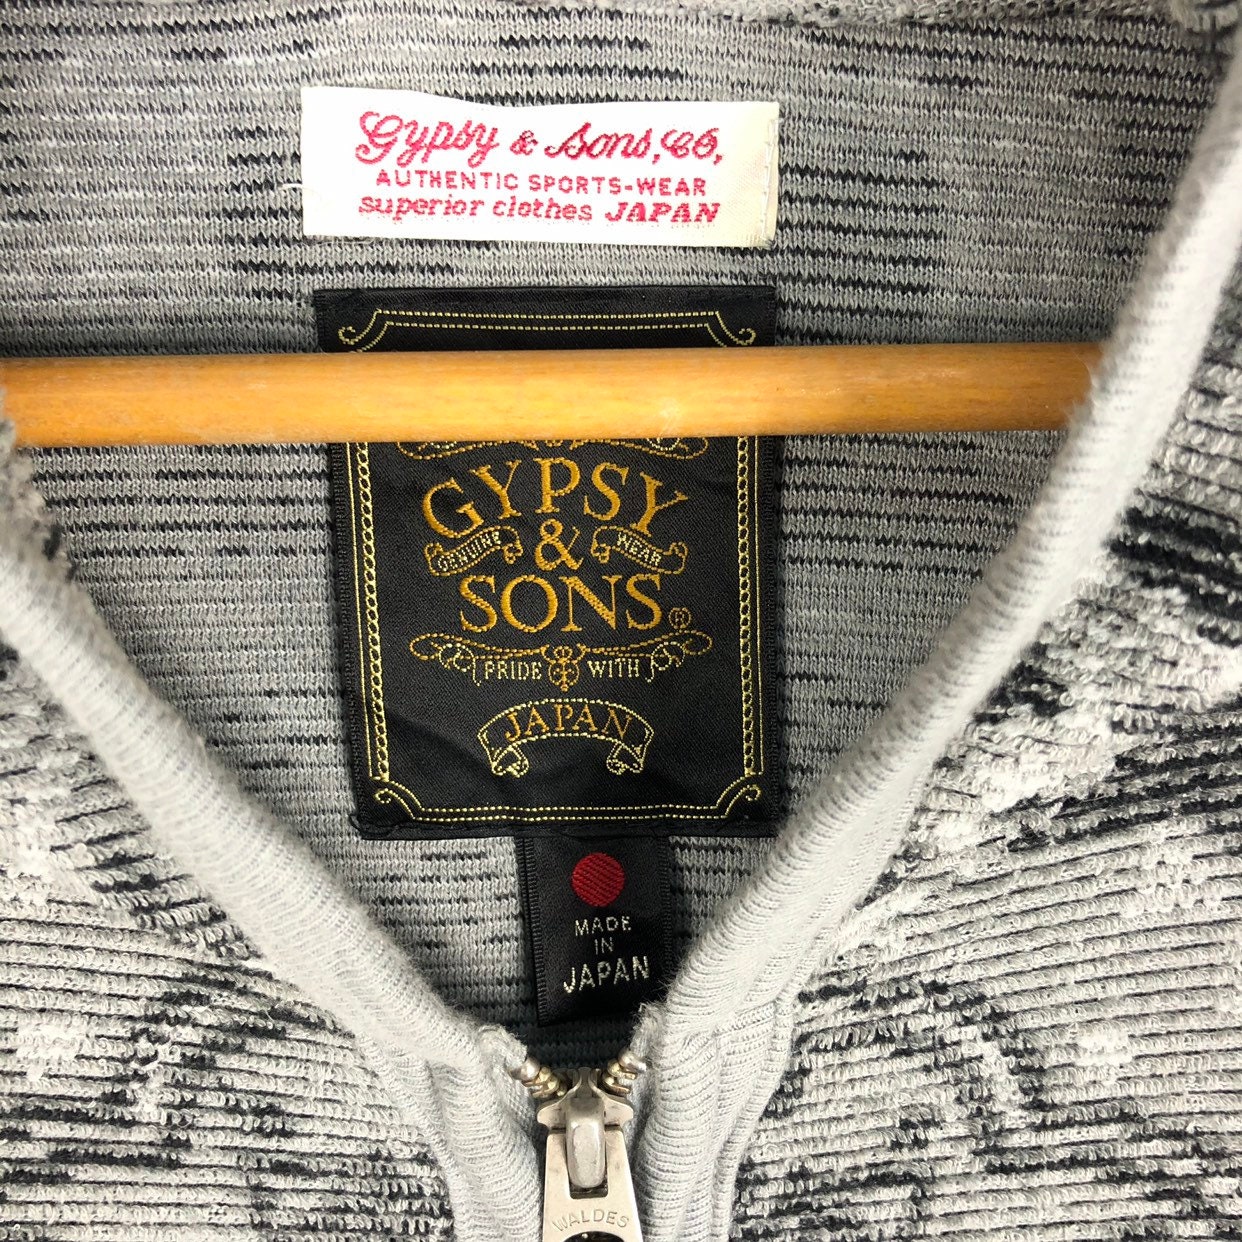 Gypsy & Sons, Co,
AUTHENTIC SPORTS-WEAR
superior clothes JAPAN
GYPSY
GENUINE & WEAR
SONS®
PRIDE WITH
JAPAN
MADE
IN
JAPAN
WALDES